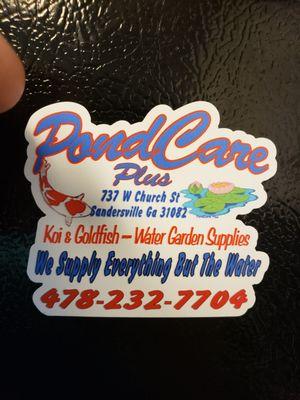 PondCare
Plus
737 W Church St
Sandersville Ga 31082
Koi & Goldfish – Water Garden Supplies
We Supply Everything But The Water
478-232-7704